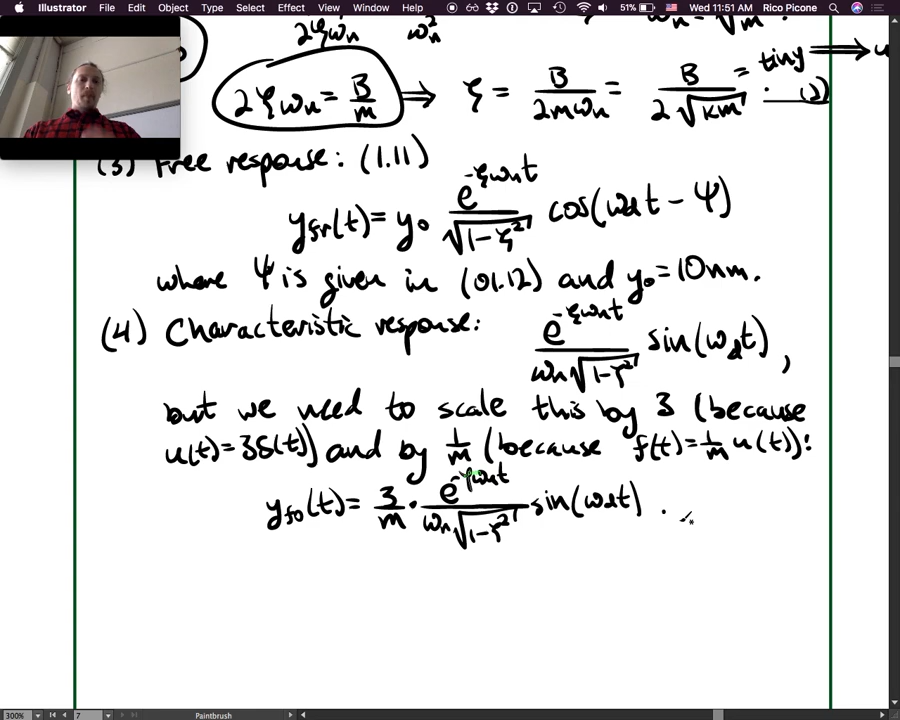 Illustrator File Edit Object Type Select Effect View Window Help 51% Wed 11:51 AM Rico Picone
2ζωn ωn²
2ζωn = B/m ⇒ ζ = B/(2mωn) = B/(2√(Km)) = tiny ⟹
(2)
(3) Free response: (1.11)
yfr(t) = y0 e^(-ζωnt)/√(1-ζ²) cos(ωdt - ψ)
where ψ is given in (01.12) and y0 = 10nm.
(4) Characteristic response: e^(-ζωnt)/(ωn√(1-ζ²)) sin(ωdt),
but we need to scale this by 3 (because
u(t)=3δ(t)) and by 1/m (because f(t)=1/m u(t))!
yfo(t) = 3/m · e^(-ζωnt)/(ωn√(1-ζ²)) sin(ωdt).
300% 7 Paintbrush